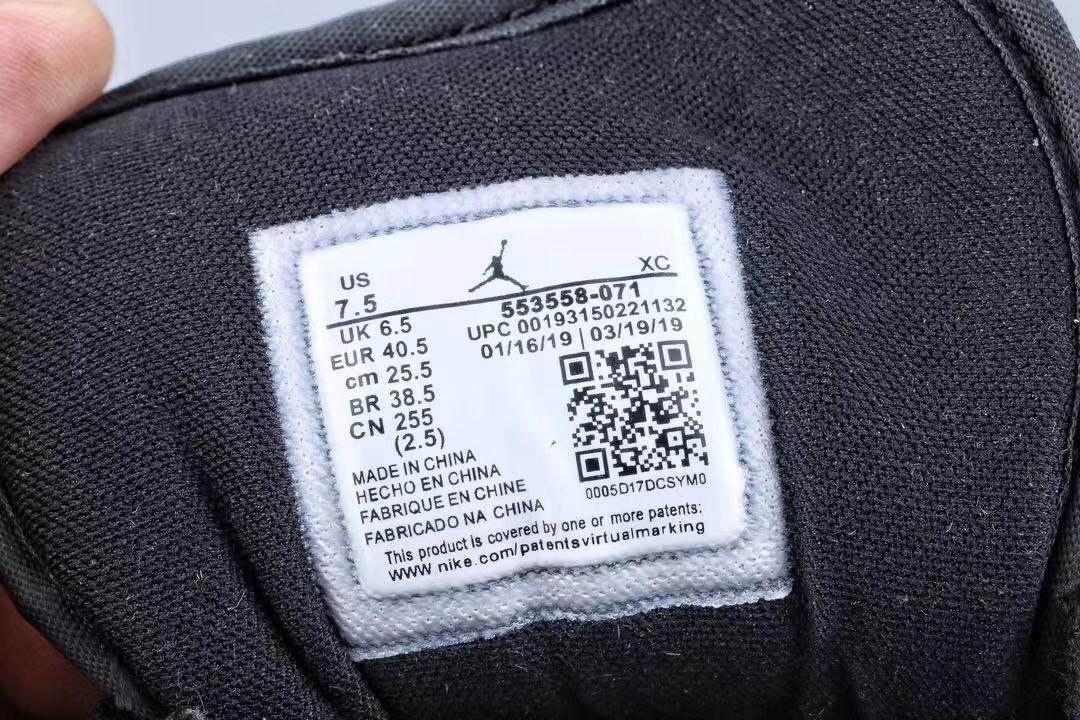 US
7.5
XC
553558-071
UPC 00193150221132
01/16/19 | 03/19/19
UK 6.5
EUR 40.5
cm 25.5
BR 38.5
CN 255
(2.5)
MADE IN CHINA
HECHO EN CHINA
FABRIQUE EN CHINE
FABRICADO NA CHINA
0005D17DCSYM0
This product is covered by one or more patents:
www.nike.com/patentsvirtualmarking